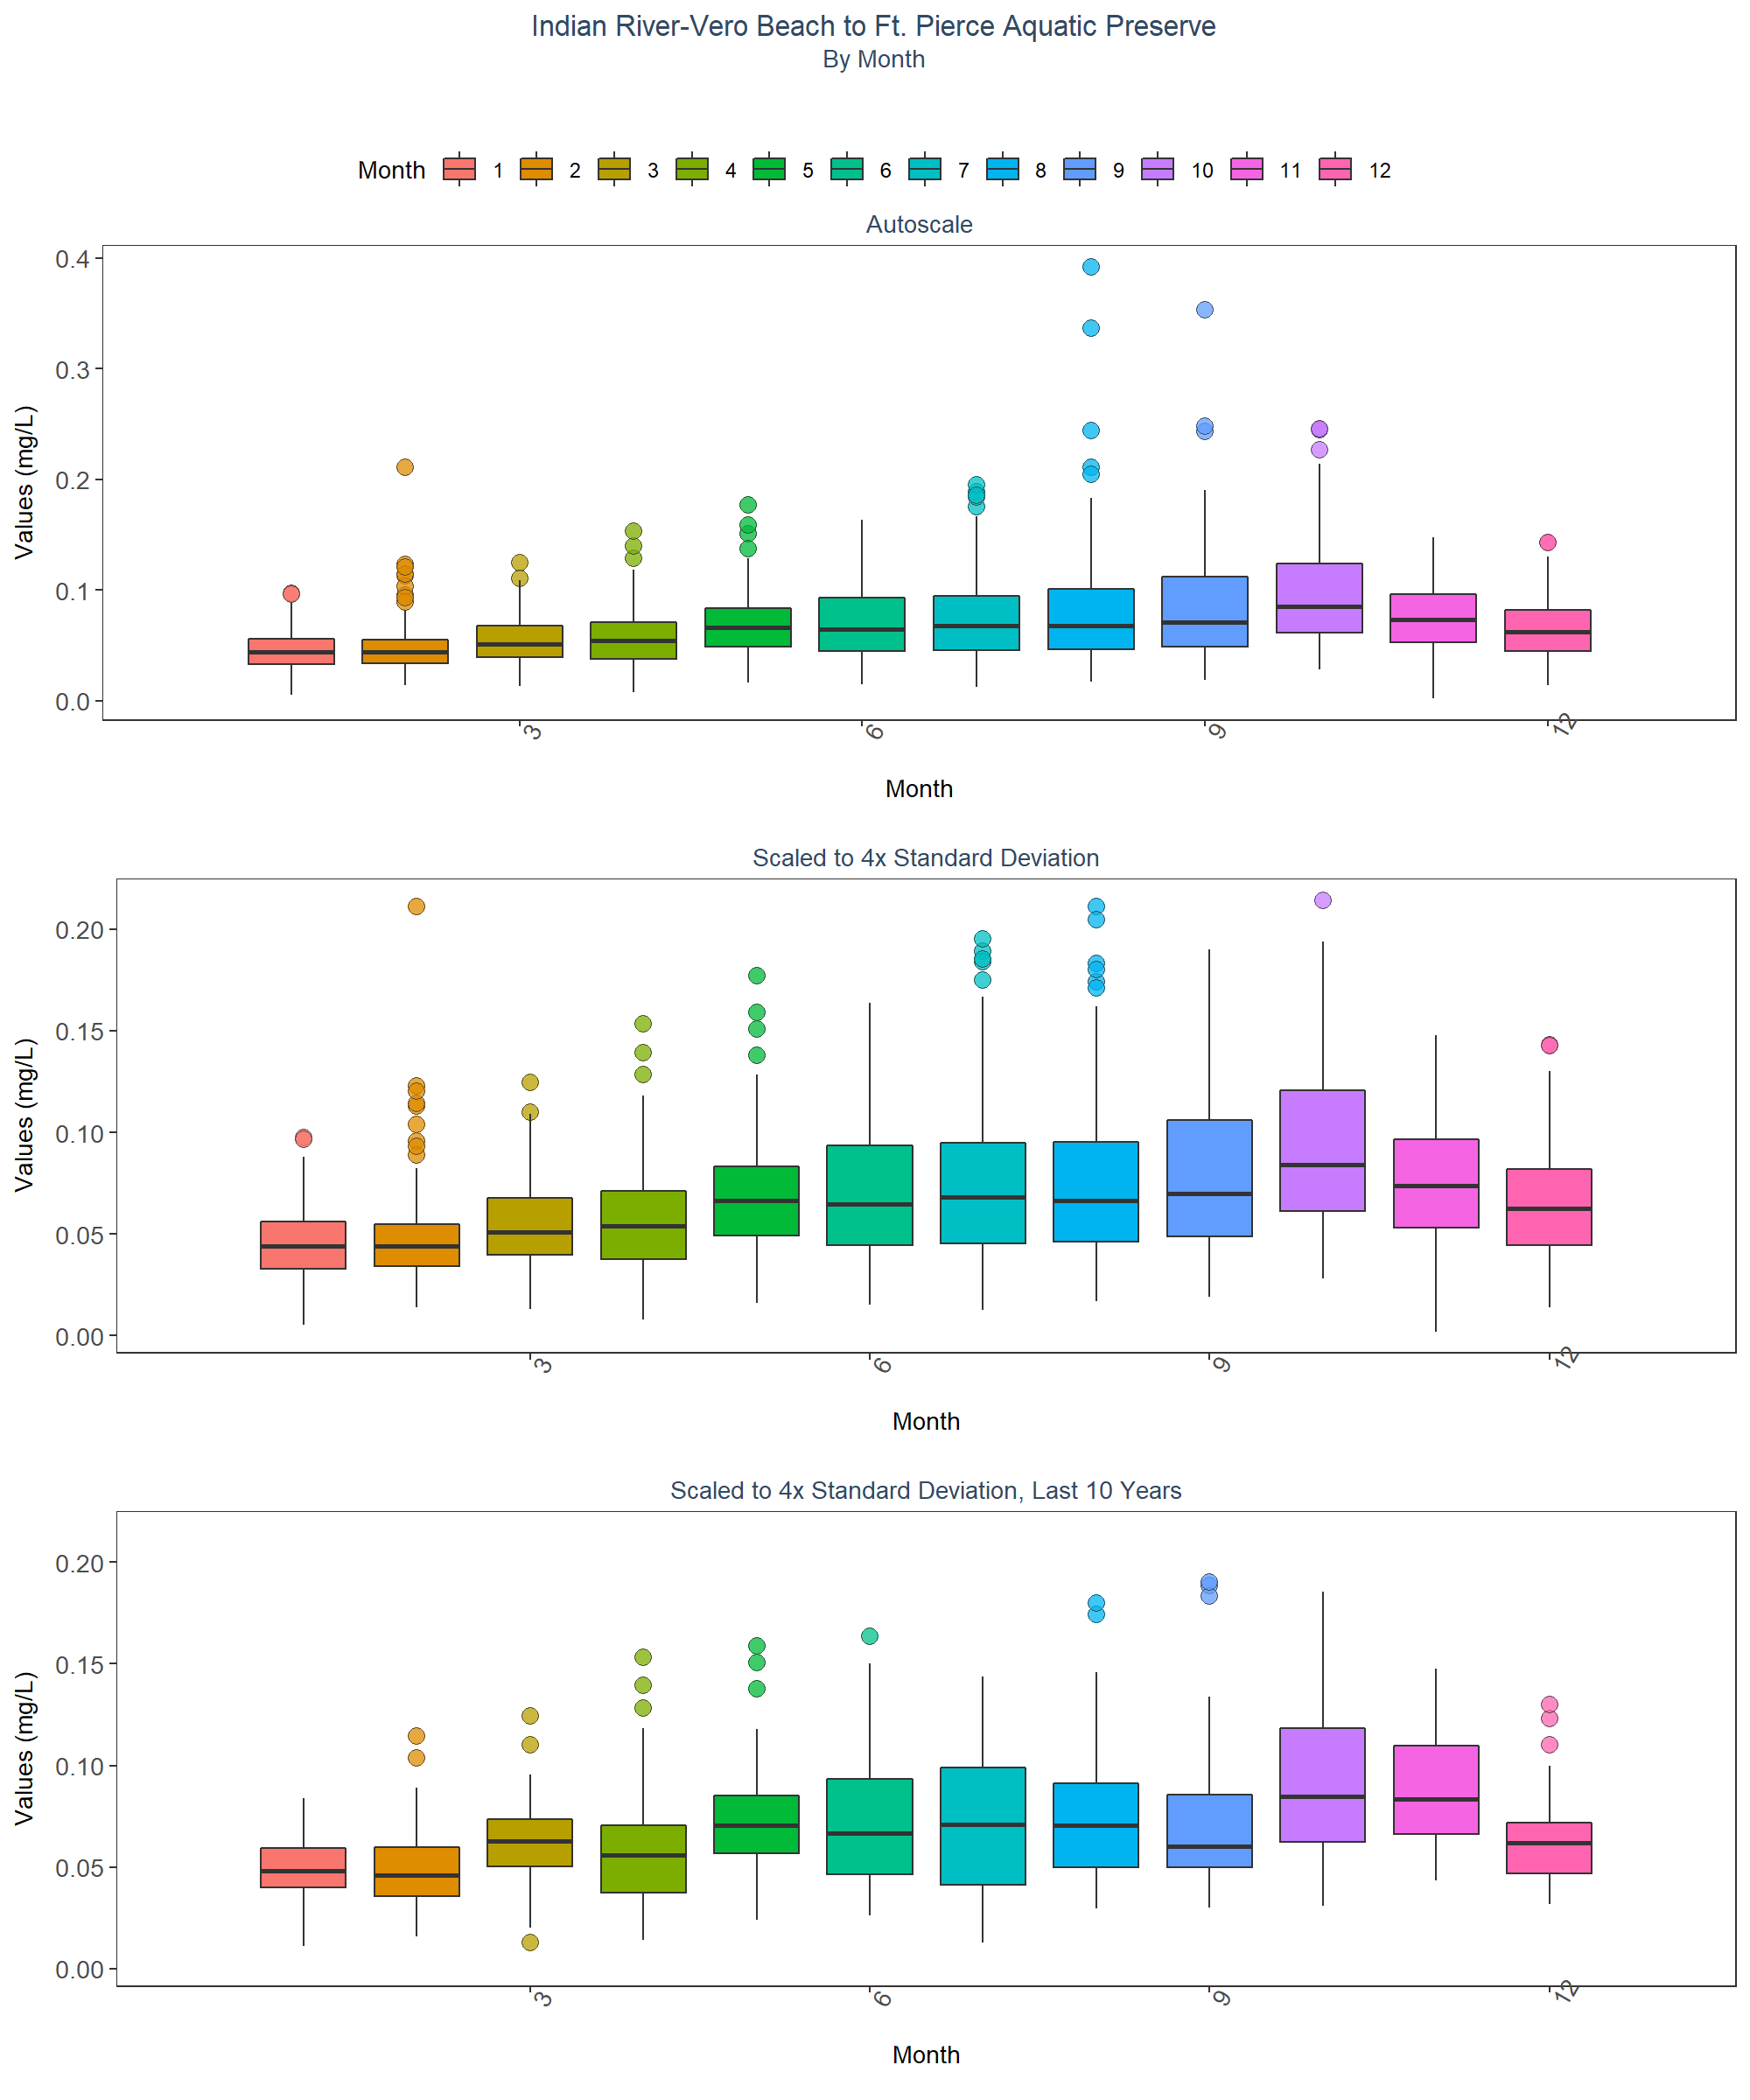 Indian River-Vero Beach to Ft. Pierce Aquatic Preserve
By Month
Month 1 2 3 4 5 6 7 8 9 10 11 12
Autoscale
Values (mg/L)
0.4
0.3
0.2
0.1
0.0
3 6 9 12
Month
Scaled to 4x Standard Deviation
Values (mg/L)
0.20
0.15
0.10
0.05
0.00
3 6 9 12
Month
Scaled to 4x Standard Deviation, Last 10 Years
Values (mg/L)
0.20
0.15
0.10
0.05
0.00
3 6 9 12
Month